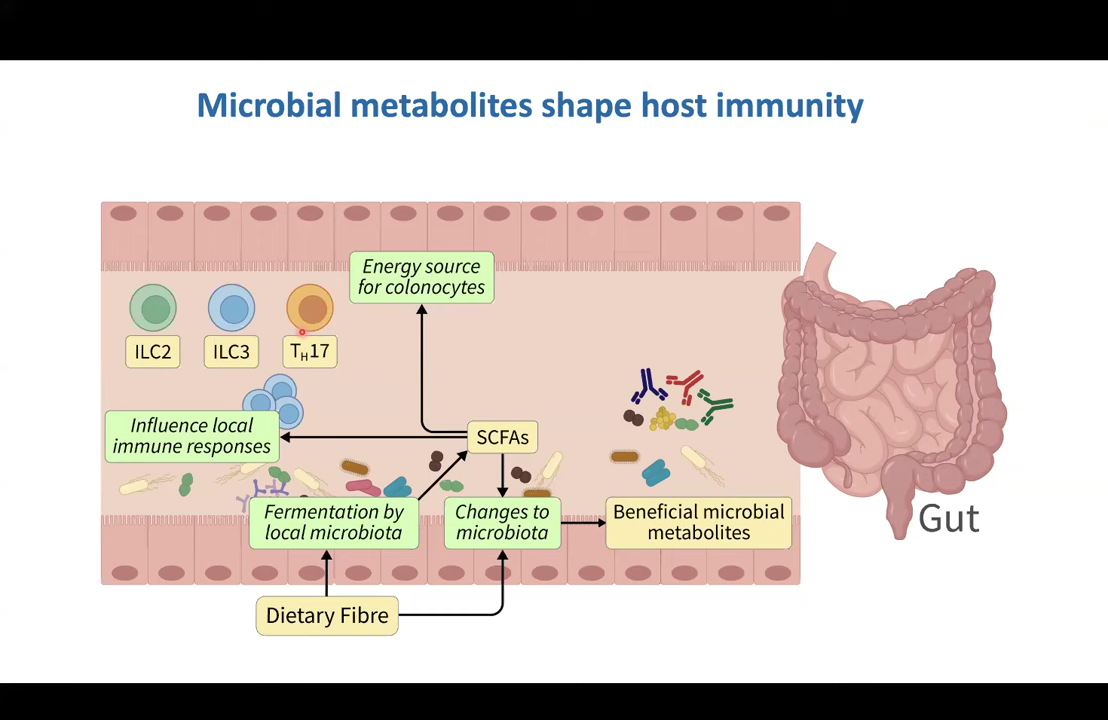 Microbial metabolites shape host immunity
Energy source
for colonocytes
ILC2
ILC3
T_H17
Influence local
immune responses
SCFAs
Fermentation by
local microbiota
Changes to
microbiota
Beneficial microbial
metabolites
Gut
Dietary Fibre